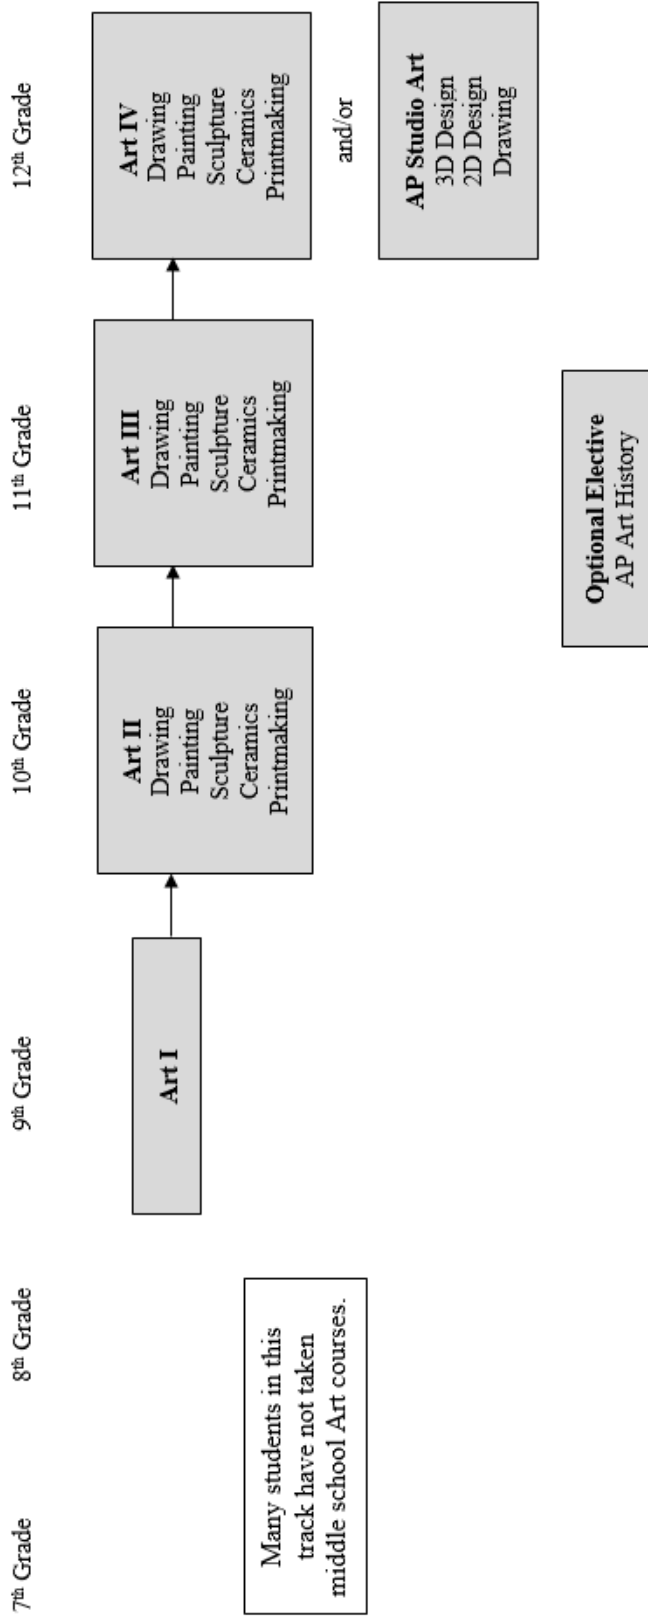 7th Grade
8th Grade
9th Grade
10th Grade
11th Grade
12th Grade
Many students in this
track have not taken
middle school Art courses.
Art I
Art II
Drawing
Painting
Sculpture
Ceramics
Printmaking
Art III
Drawing
Painting
Sculpture
Ceramics
Printmaking
Art IV
Drawing
Painting
Sculpture
Ceramics
Printmaking
and/or
AP Studio Art
3D Design
2D Design
Drawing
Optional Elective
AP Art History